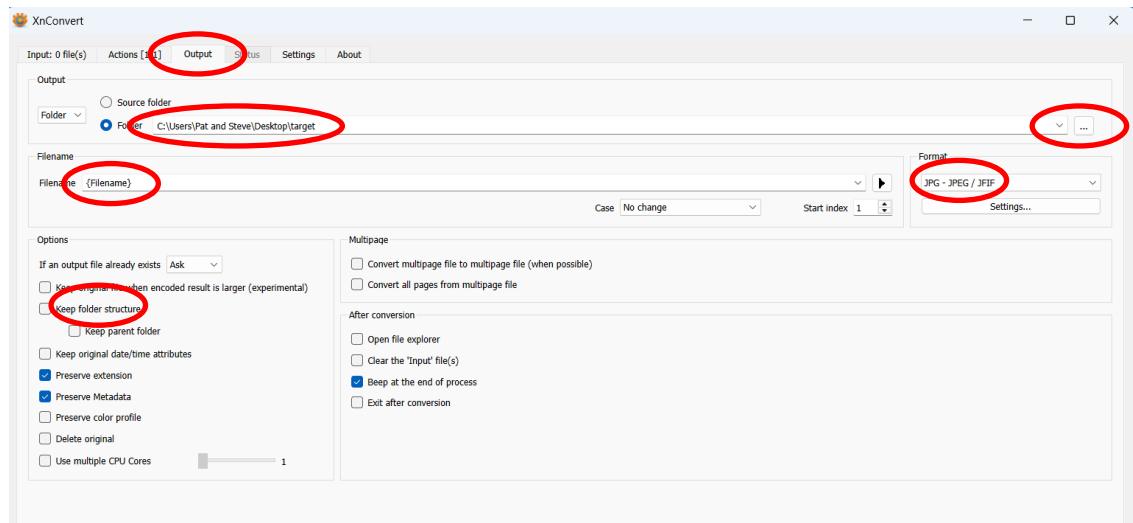 XnConvert
Input: 0 file(s) Actions [1/1] Output Status Settings About
Output
Folder
Source folder
Folder C:\Users\Pat and Steve\Desktop\target ...
Filename
Filename {Filename}
Case No change Start index 1
Format
JPG - JPEG / JFIF
Settings...
Options
If an output file already exists Ask
Keep original file when encoded result is larger (experimental)
Keep folder structure
Keep parent folder
Keep original date/time attributes
Preserve extension
Preserve Metadata
Preserve color profile
Delete original
Use multiple CPU Cores 1
Multipage
Convert multipage file to multipage file (when possible)
Convert all pages from multipage file
After conversion
Open file explorer
Clear the 'Input' file(s)
Beep at the end of process
Exit after conversion